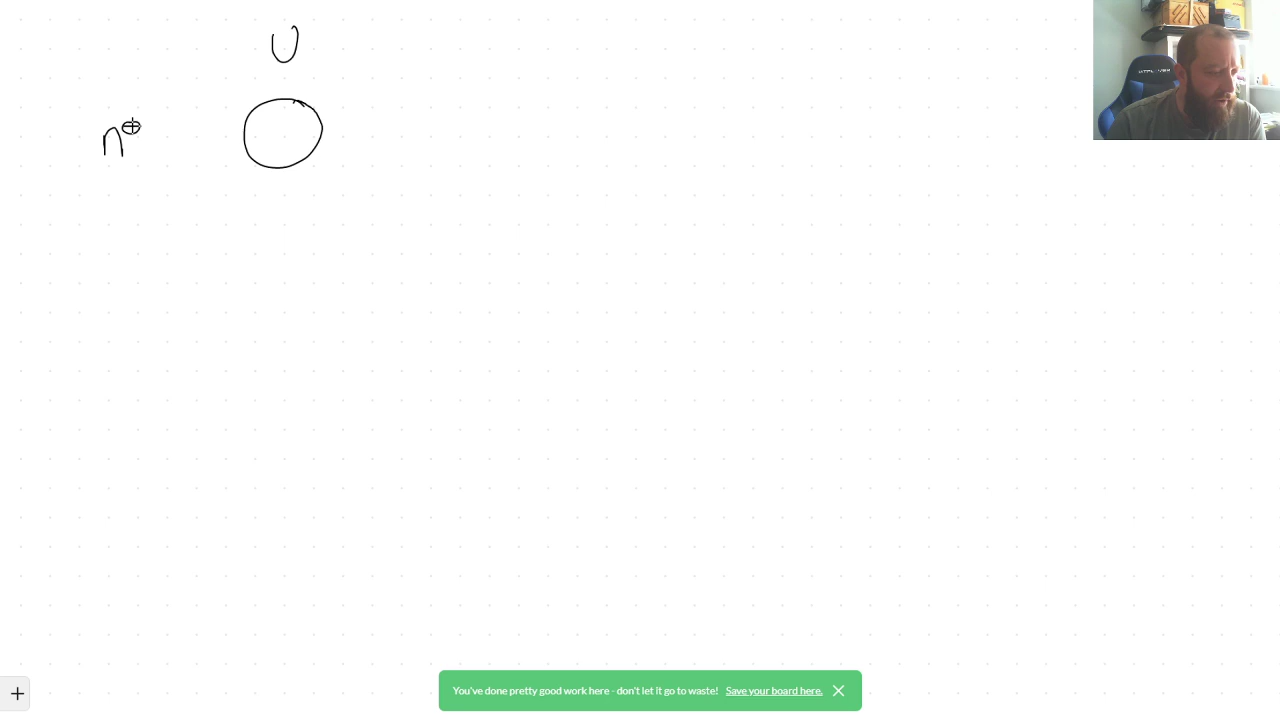 U
n⊕
You've done pretty good work here - don't let it go to waste! Save your board here.